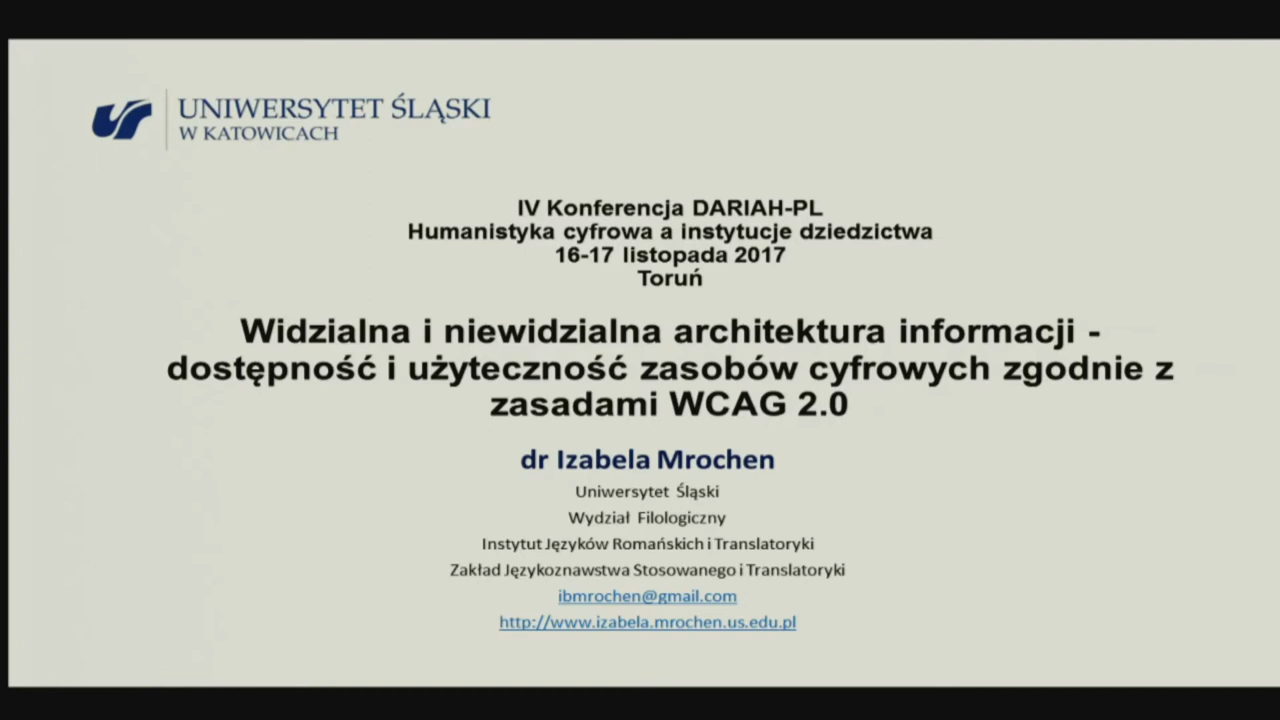 UNIWERSYTET ŚLĄSKI
W KATOWICACH
IV Konferencja DARIAH-PL
Humanistyka cyfrowa a instytucje dziedzictwa
16-17 listopada 2017
Toruń
Widzialna i niewidzialna architektura informacji -
dostępność i użyteczność zasobów cyfrowych zgodnie z
zasadami WCAG 2.0
dr Izabela Mrochen
Uniwersytet Śląski
Wydział Filologiczny
Instytut Języków Romańskich i Translatoryki
Zakład Językoznawstwa Stosowanego i Translatoryki
ibmrochen@gmail.com
http://www.izabela.mrochen.us.edu.pl